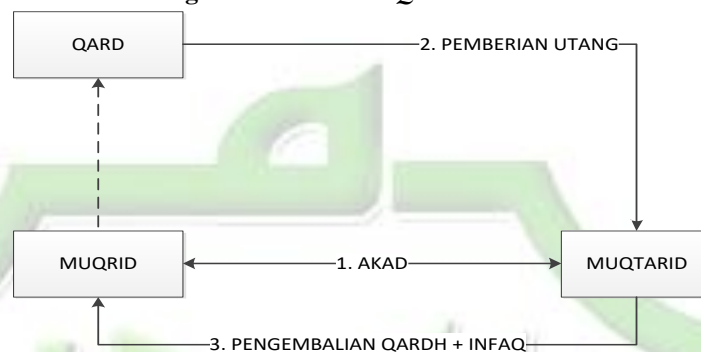 QARD
2. PEMBERIAN UTANG
MUQRID
1. AKAD
MUQTARID
3. PENGEMBALIAN QARDH + INFAQ